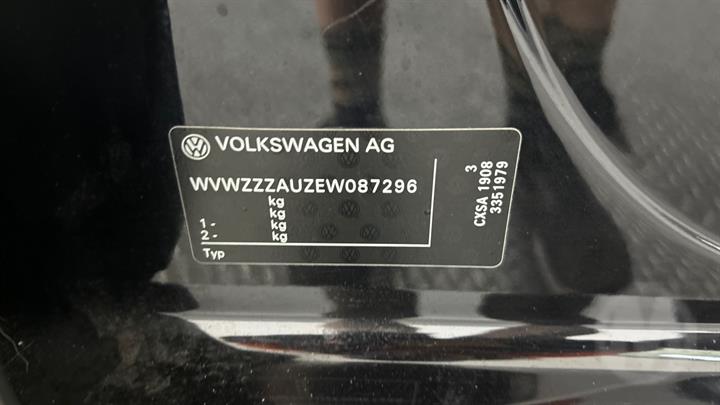 VOLKSWAGEN AG
WVWZZZAUZEW087296
kg
kg
1 - kg
2 - kg
Typ
3
CXSA 1908
3351979